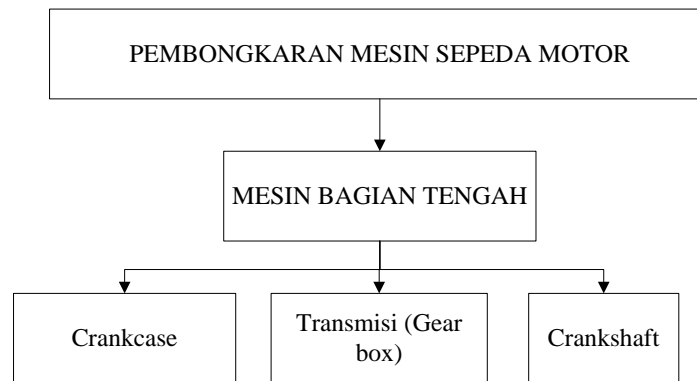 PEMBONGKARAN MESIN SEPEDA MOTOR
MESIN BAGIAN TENGAH
Crankcase
Transmisi (Gear
box)
Crankshaft